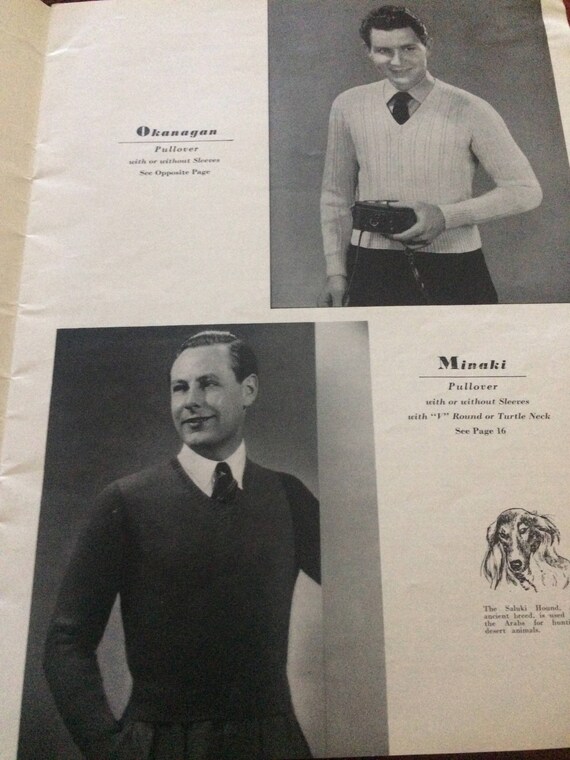 Okanagan
Pullover
with or without Sleeves
See Opposite Page
Minaki
Pullover
with or without Sleeves
with "V" Round or Turtle Neck
See Page 16
The Saluki Hound,
ancient breed, is used
the Arabs for
desert animals.